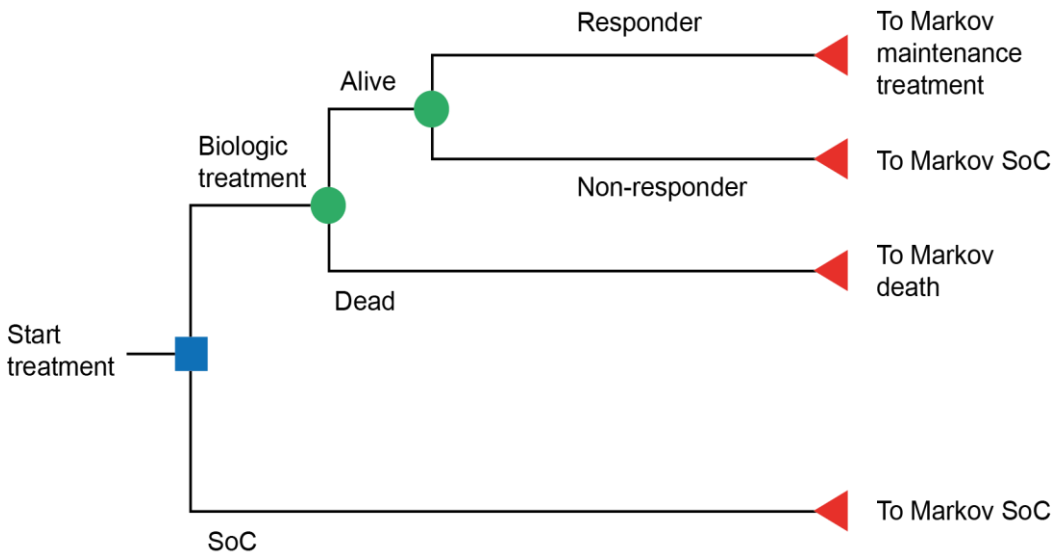 Responder
To Markov
maintenance
treatment
Alive
Biologic
treatment
To Markov SoC
Non-responder
To Markov
death
Dead
Start
treatment
To Markov SoC
SoC